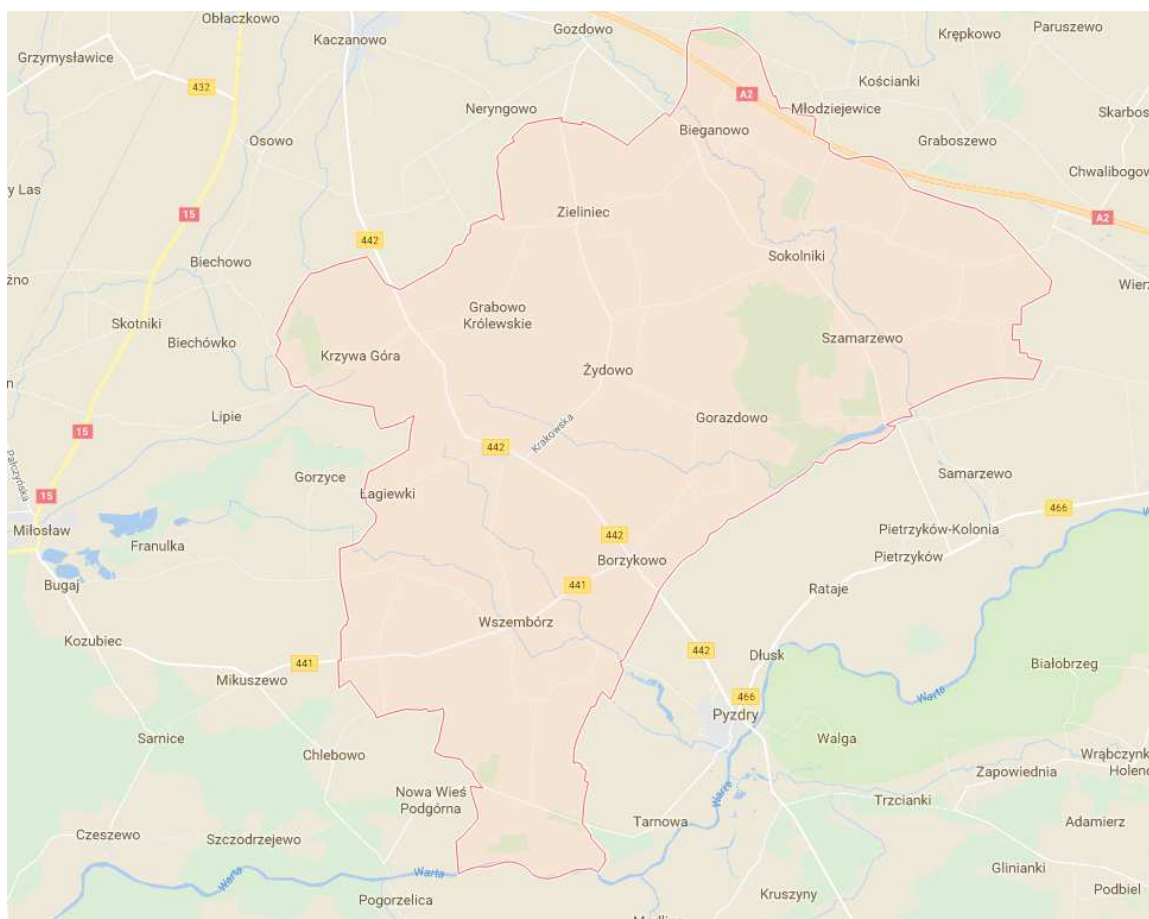 Obłaczkowo
Gozdowo
Paruszewo
Krępkowo
Kaczanowo
Grzymysławice
Kościanki
432
A2
Neryngowo
Młodziejewice
Skarbos
Bieganowo
Osowo
Graboszewo
Chwalibogow
y Las
15
Zieliniec
A2
442
Sokolniki
Biechowo
źno
Wierz
Grabowo
Królewskie
Skotniki
Biechówko
Szamarzewo
Krzywa Góra
Żydowo
n
Lipie
Gorazdowo
15
Krakowska
442
Pałczyńska
Samarzewo
Gorzyce
Łagiewki
15
466
W
Miłosław
Pietrzyków-Kolonia
442
Franulka
Pietrzyków
Borzykowo
Bugaj
441
Rataje
Wszembórz
Kozubiec
442
Dłusk
441
Białobrzeg
Mikuszewo
466
Warta
Pyzdry
Sarnice
Walga
Chlebowo
Wrąbczynk
Holend
Zapowiednia
Nowa Wieś
Podgórna
Warta
Trzcianki
Tarnowa
Adamierz
Czeszewo
Szczodrzejewo
Glinianki
Warta
Warta
Podbiel
Kruszyny
Pogorzelica